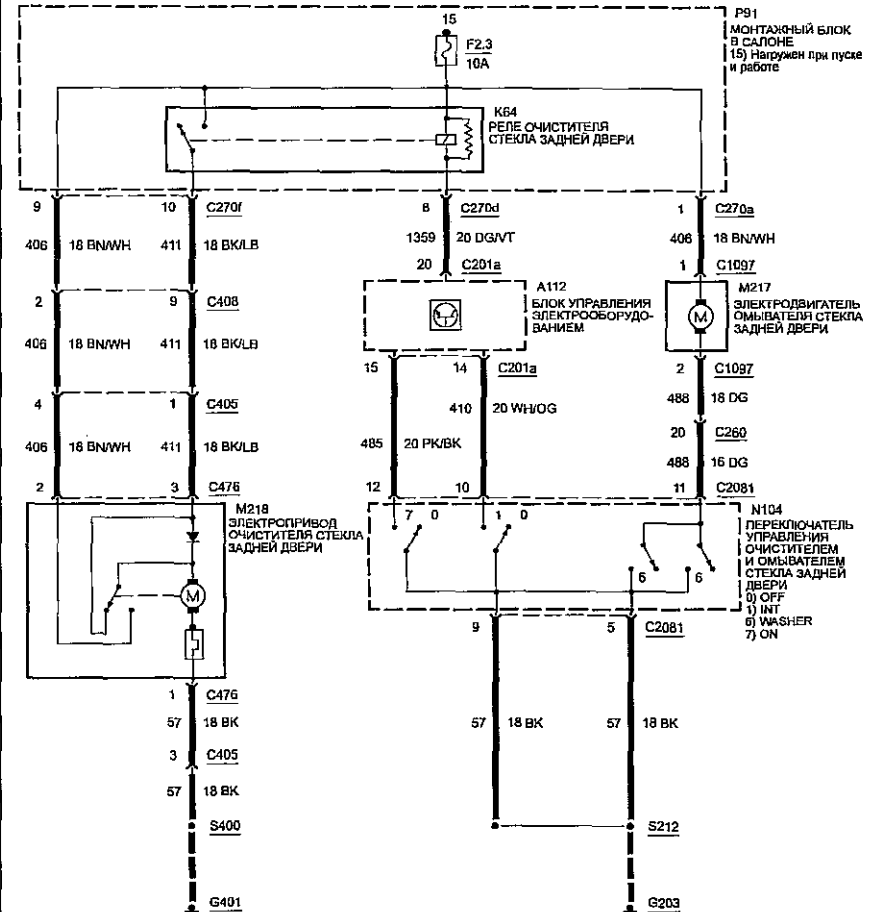 P91
МОНТАЖНЫЙ БЛОК
В САЛОНЕ
15) Нагружен при пуске
и работе
15
F2.3
10A
K64
РЕЛЕ ОЧИСТИТЕЛЯ
СТЕКЛА ЗАДНЕЙ ДВЕРИ
9 10 C270f 8 C270d 1 C270a
406 18 BN/WH 411 18 BK/LB 1359 20 DG/VT 406 18 BN/WH
20 C201a 1 C1097
A112
БЛОК УПРАВЛЕНИЯ
ЭЛЕКТРООБОРУДО-
ВАНИЕМ
M217
ЭЛЕКТРОДВИГАТЕЛЬ
ОМЫВАТЕЛЯ СТЕКЛА
ЗАДНЕЙ ДВЕРИ
M
2 9 C408
406 18 BN/WH 411 18 BK/LB
15 14 C201a 2 C1097
410 20 WH/OG 488 18 DG
4 1 C405
20 C260
406 18 BN/WH 411 18 BK/LB 485 20 PK/BK 488 16 DG
2 3 C476 12 10 11 C2081
M218
ЭЛЕКТРОПРИВОД
ОЧИСТИТЕЛЯ СТЕКЛА
ЗАДНЕЙ ДВЕРИ
M
7 0 1 0 6 6
N104
ПЕРЕКЛЮЧАТЕЛЬ
УПРАВЛЕНИЯ
ОЧИСТИТЕЛЕМ
И ОМЫВАТЕЛЕМ
СТЕКЛА ЗАДНЕЙ
ДВЕРИ
0) OFF
1) INT
6) WASHER
7) ON
9 5 C2081
1 C476
57 18 BK 57 18 BK 57 18 BK
3 C405
57 18 BK
S400 S212
G401 G203